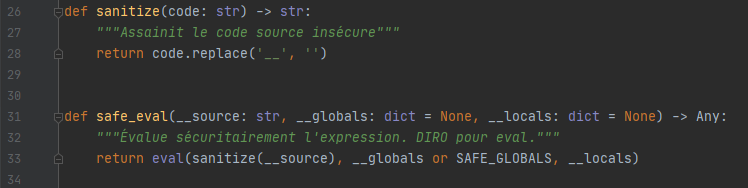 26 def sanitize(code: str) -> str:
27     """Assainit le code source insécure"""
28     return code.replace('__', '')
29
30
31 def safe_eval(__source: str, __globals: dict = None, __locals: dict = None) -> Any:
32     """Évalue sécuritairement l'expression. DIRO pour eval."""
33     return eval(sanitize(__source), __globals or SAFE_GLOBALS, __locals)
34